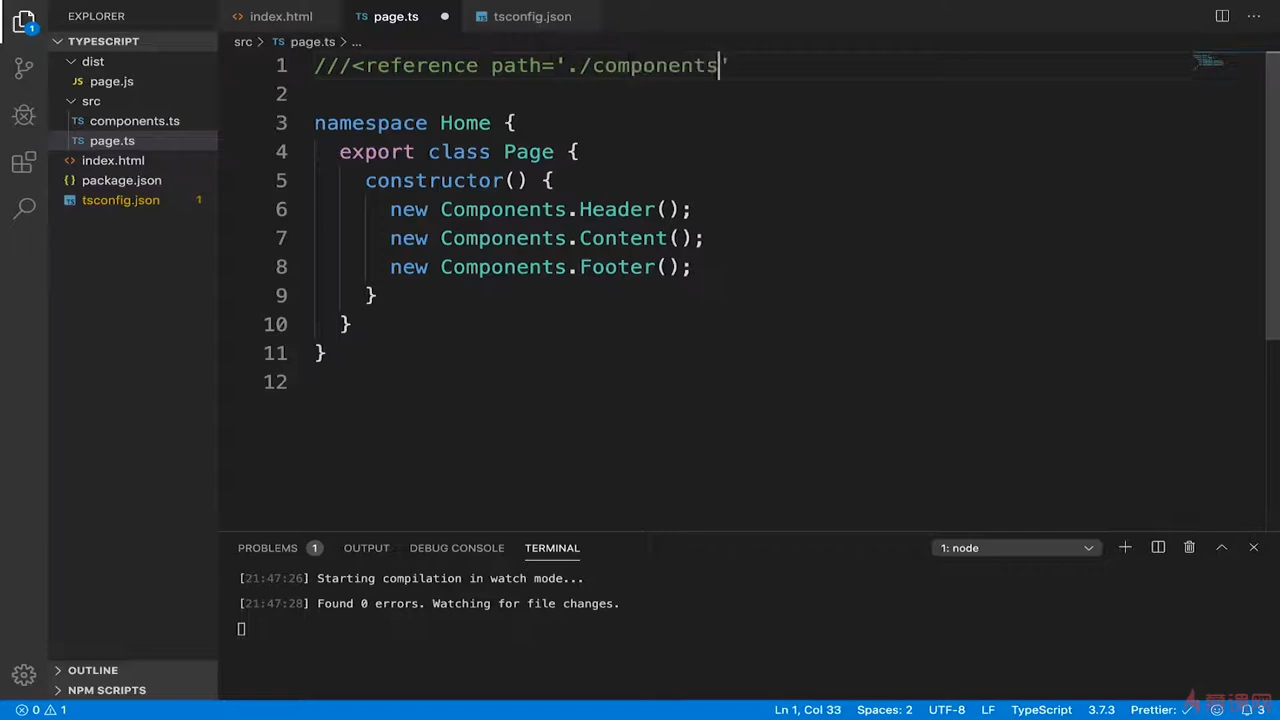 EXPLORER
index.html
page.ts
tsconfig.json
TYPESCRIPT
src > TS page.ts > ...
dist
JS page.js
src
TS components.ts
TS page.ts
<> index.html
{} package.json
tsconfig.json 1
1 ///<reference path='./components'
2
3 namespace Home {
4 export class Page {
5 constructor() {
6 new Components.Header();
7 new Components.Content();
8 new Components.Footer();
9 }
10 }
11 }
12
PROBLEMS 1 OUTPUT DEBUG CONSOLE TERMINAL 1: node
[21:47:26] Starting compilation in watch mode...
[21:47:28] Found 0 errors. Watching for file changes.
OUTLINE
NPM SCRIPTS
0 1 Ln 1, Col 33 Spaces: 2 UTF-8 LF TypeScript 3.7.3 Prettier: ✓ 3